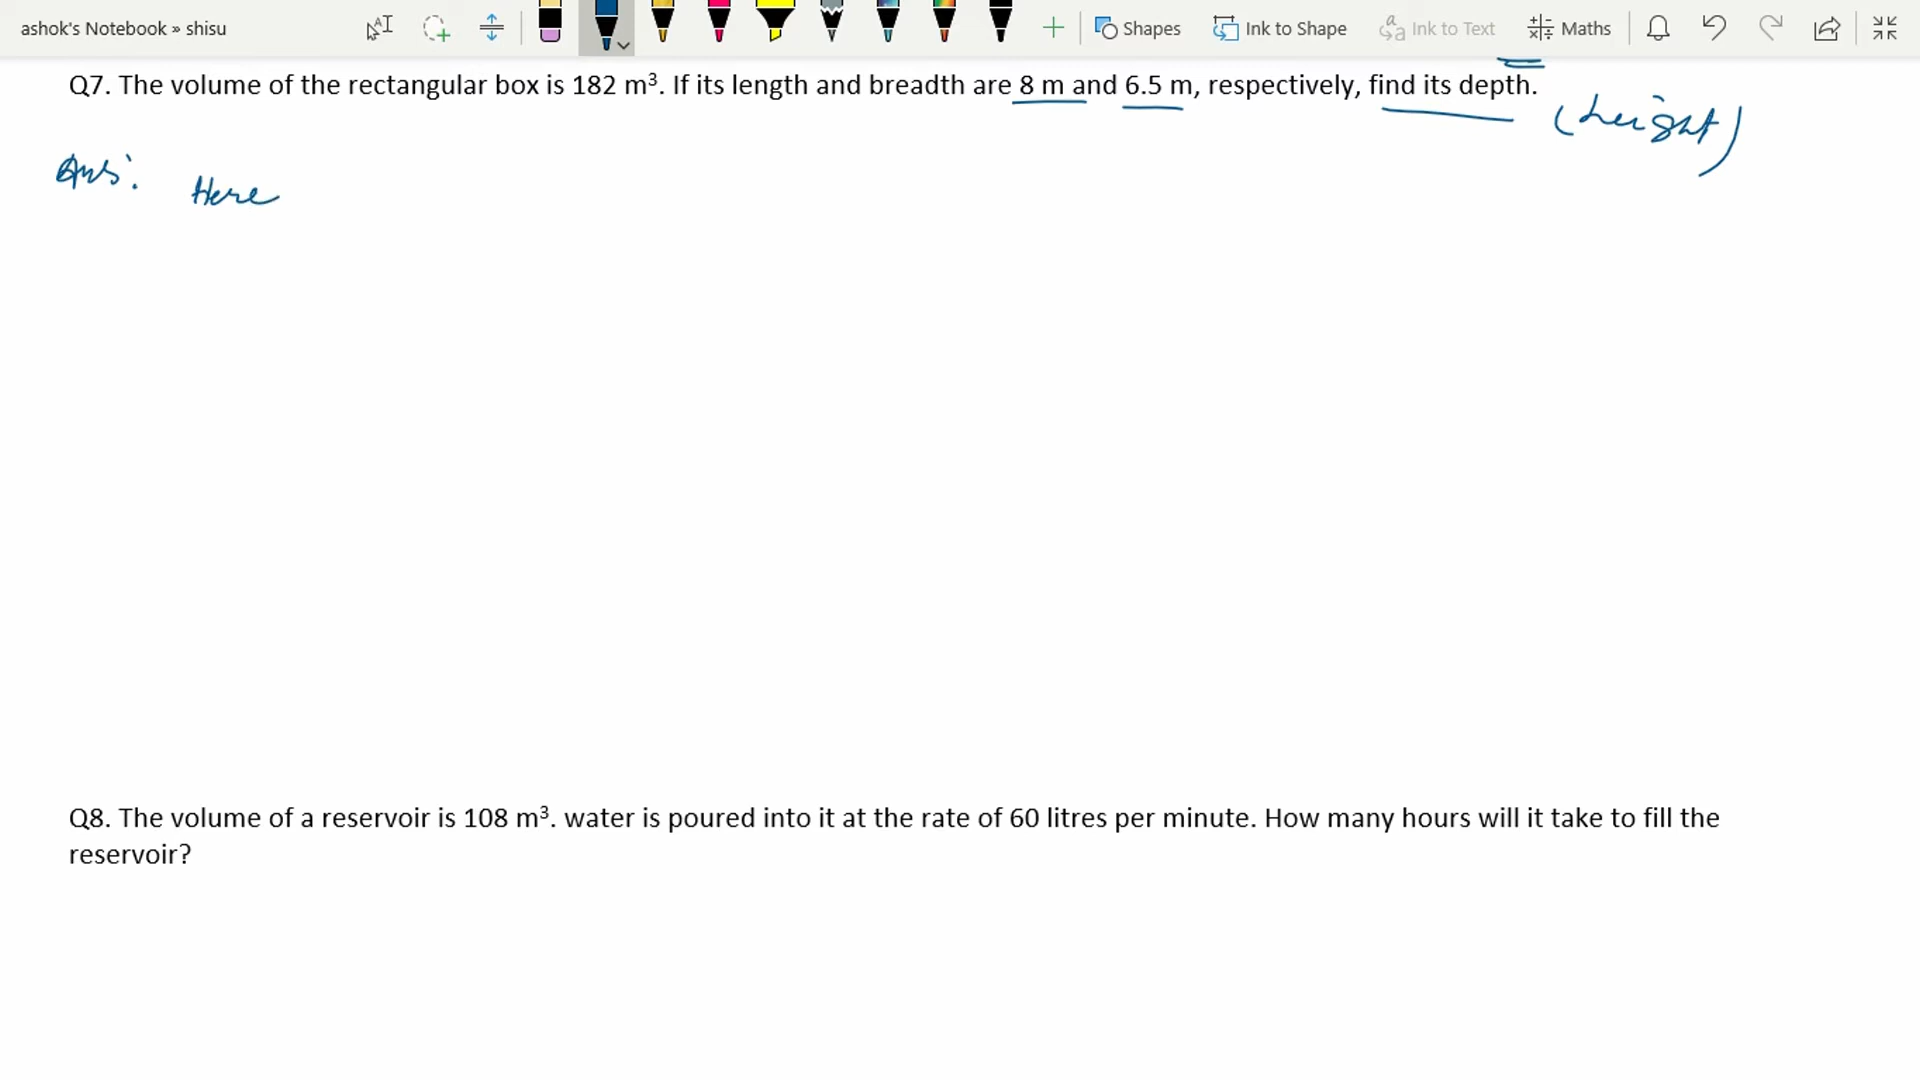 ashok's Notebook » shisu
Shapes Ink to Shape Ink to Text Maths
Q7. The volume of the rectangular box is 182 m³. If its length and breadth are 8 m and 6.5 m, respectively, find its depth.
(height)
Ans:
Here
Q8. The volume of a reservoir is 108 m³. water is poured into it at the rate of 60 litres per minute. How many hours will it take to fill the
reservoir?